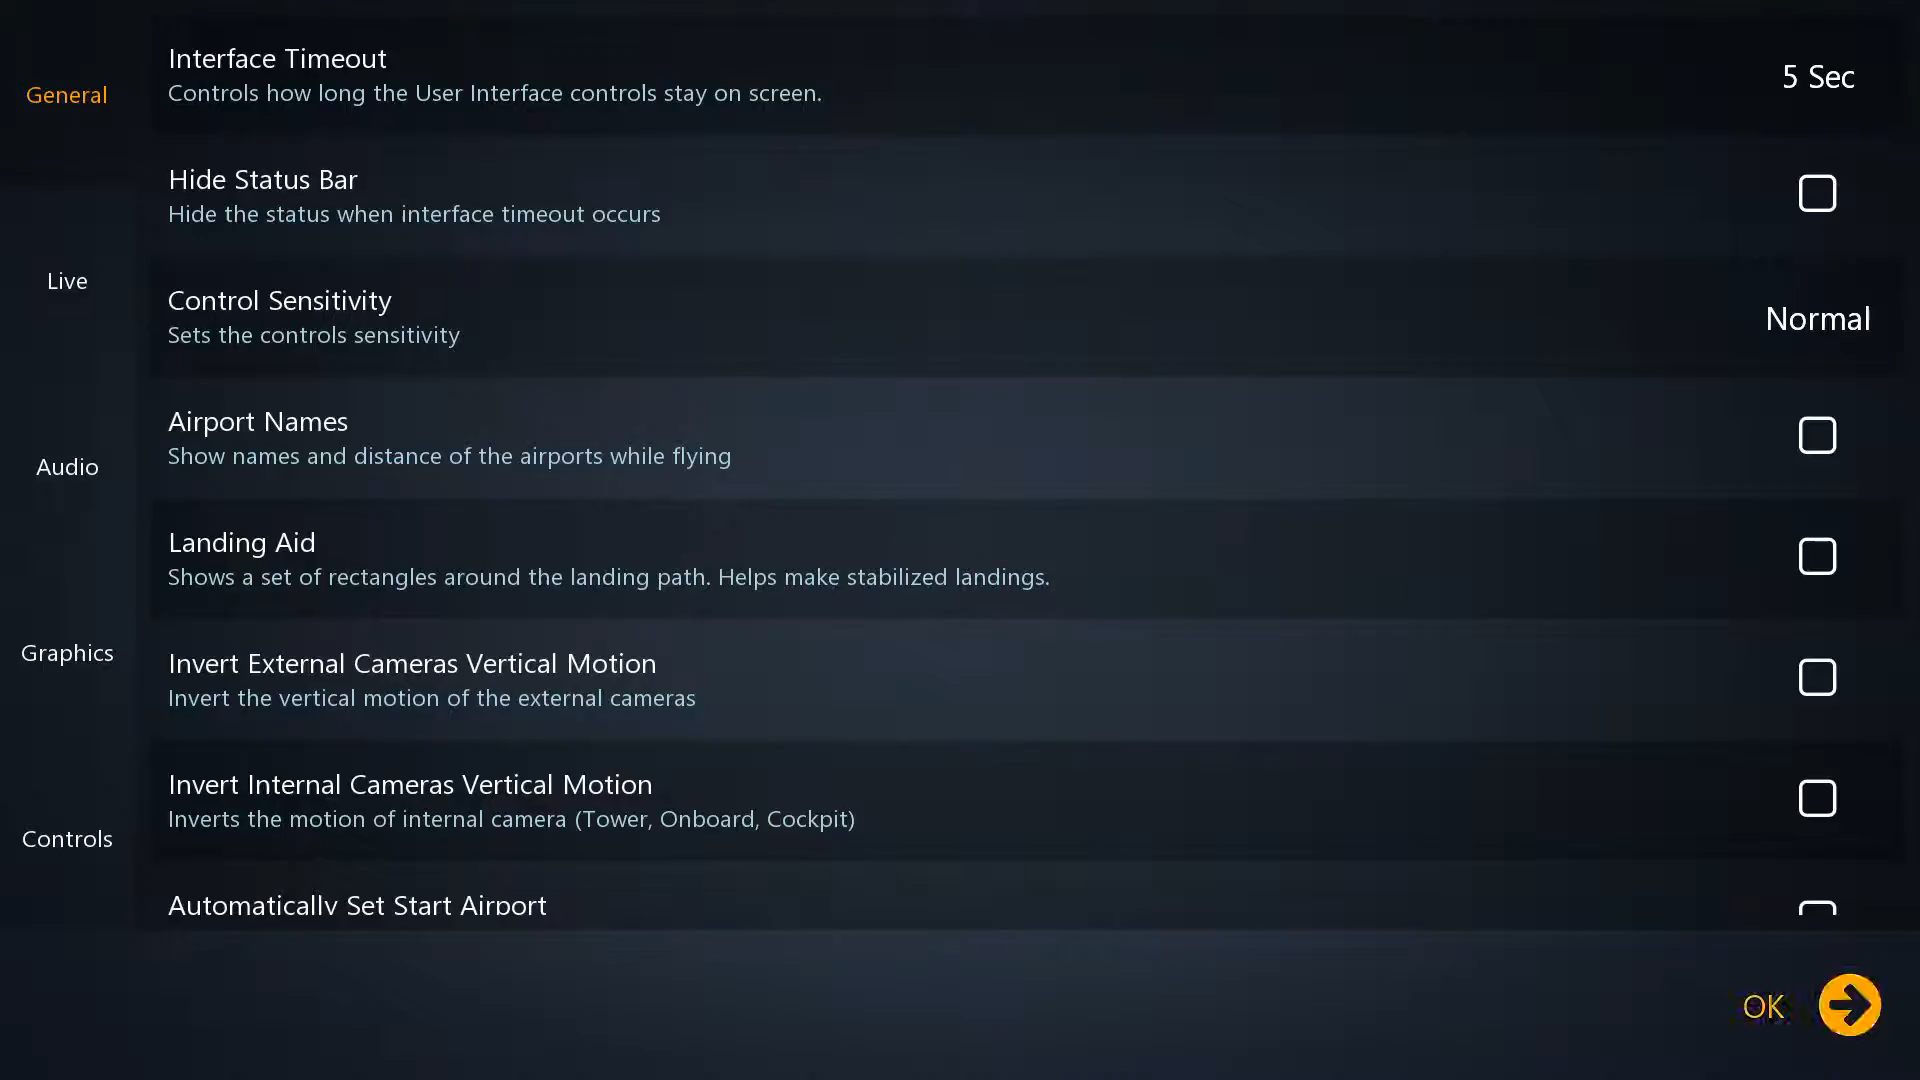 General
Live
Audio
Graphics
Controls
Interface Timeout
Controls how long the User Interface controls stay on screen.
5 Sec
Hide Status Bar
Hide the status when interface timeout occurs
Control Sensitivity
Sets the controls sensitivity
Normal
Airport Names
Show names and distance of the airports while flying
Landing Aid
Shows a set of rectangles around the landing path. Helps make stabilized landings.
Invert External Cameras Vertical Motion
Invert the vertical motion of the external cameras
Invert Internal Cameras Vertical Motion
Inverts the motion of internal camera (Tower, Onboard, Cockpit)
Automatically Set Start Airport
OK